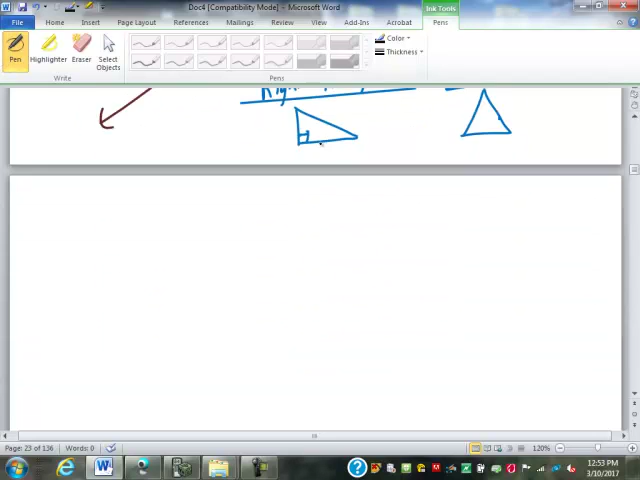 Doc4 [Compatibility Mode] - Microsoft Word
Ink Tools
File Home Insert Page Layout References Mailings Review View Add-Ins Acrobat Pens
Pen Highlighter Eraser Select Objects
Color
Thickness
Write Pens
Page: 23 of 136 Words: 0 120%
12:53 PM
3/10/2017